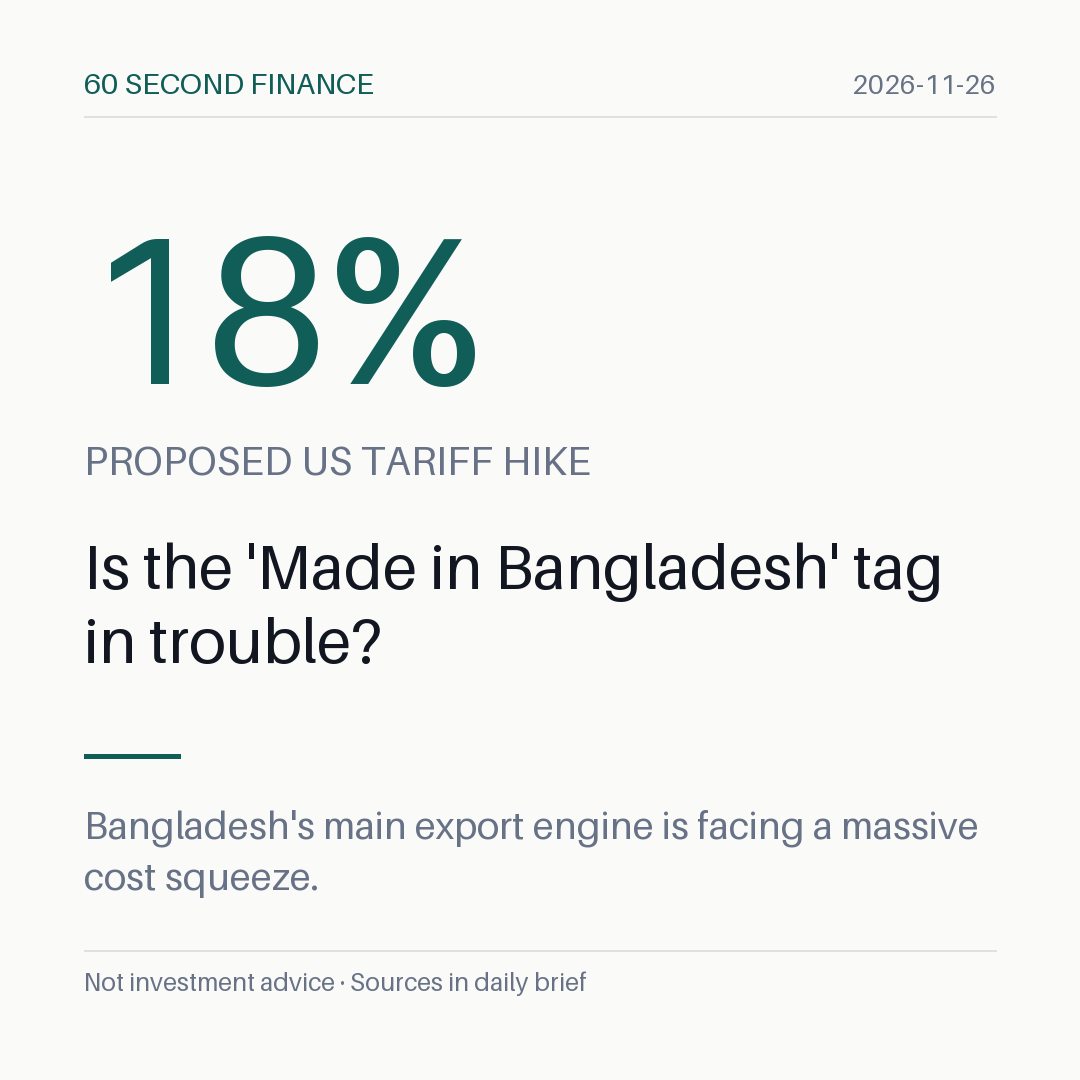 60 SECOND FINANCE
2026-11-26
18%
PROPOSED US TARIFF HIKE
Is the 'Made in Bangladesh' tag
in trouble?
Bangladesh's main export engine is facing a massive
cost squeeze.
Not investment advice · Sources in daily brief